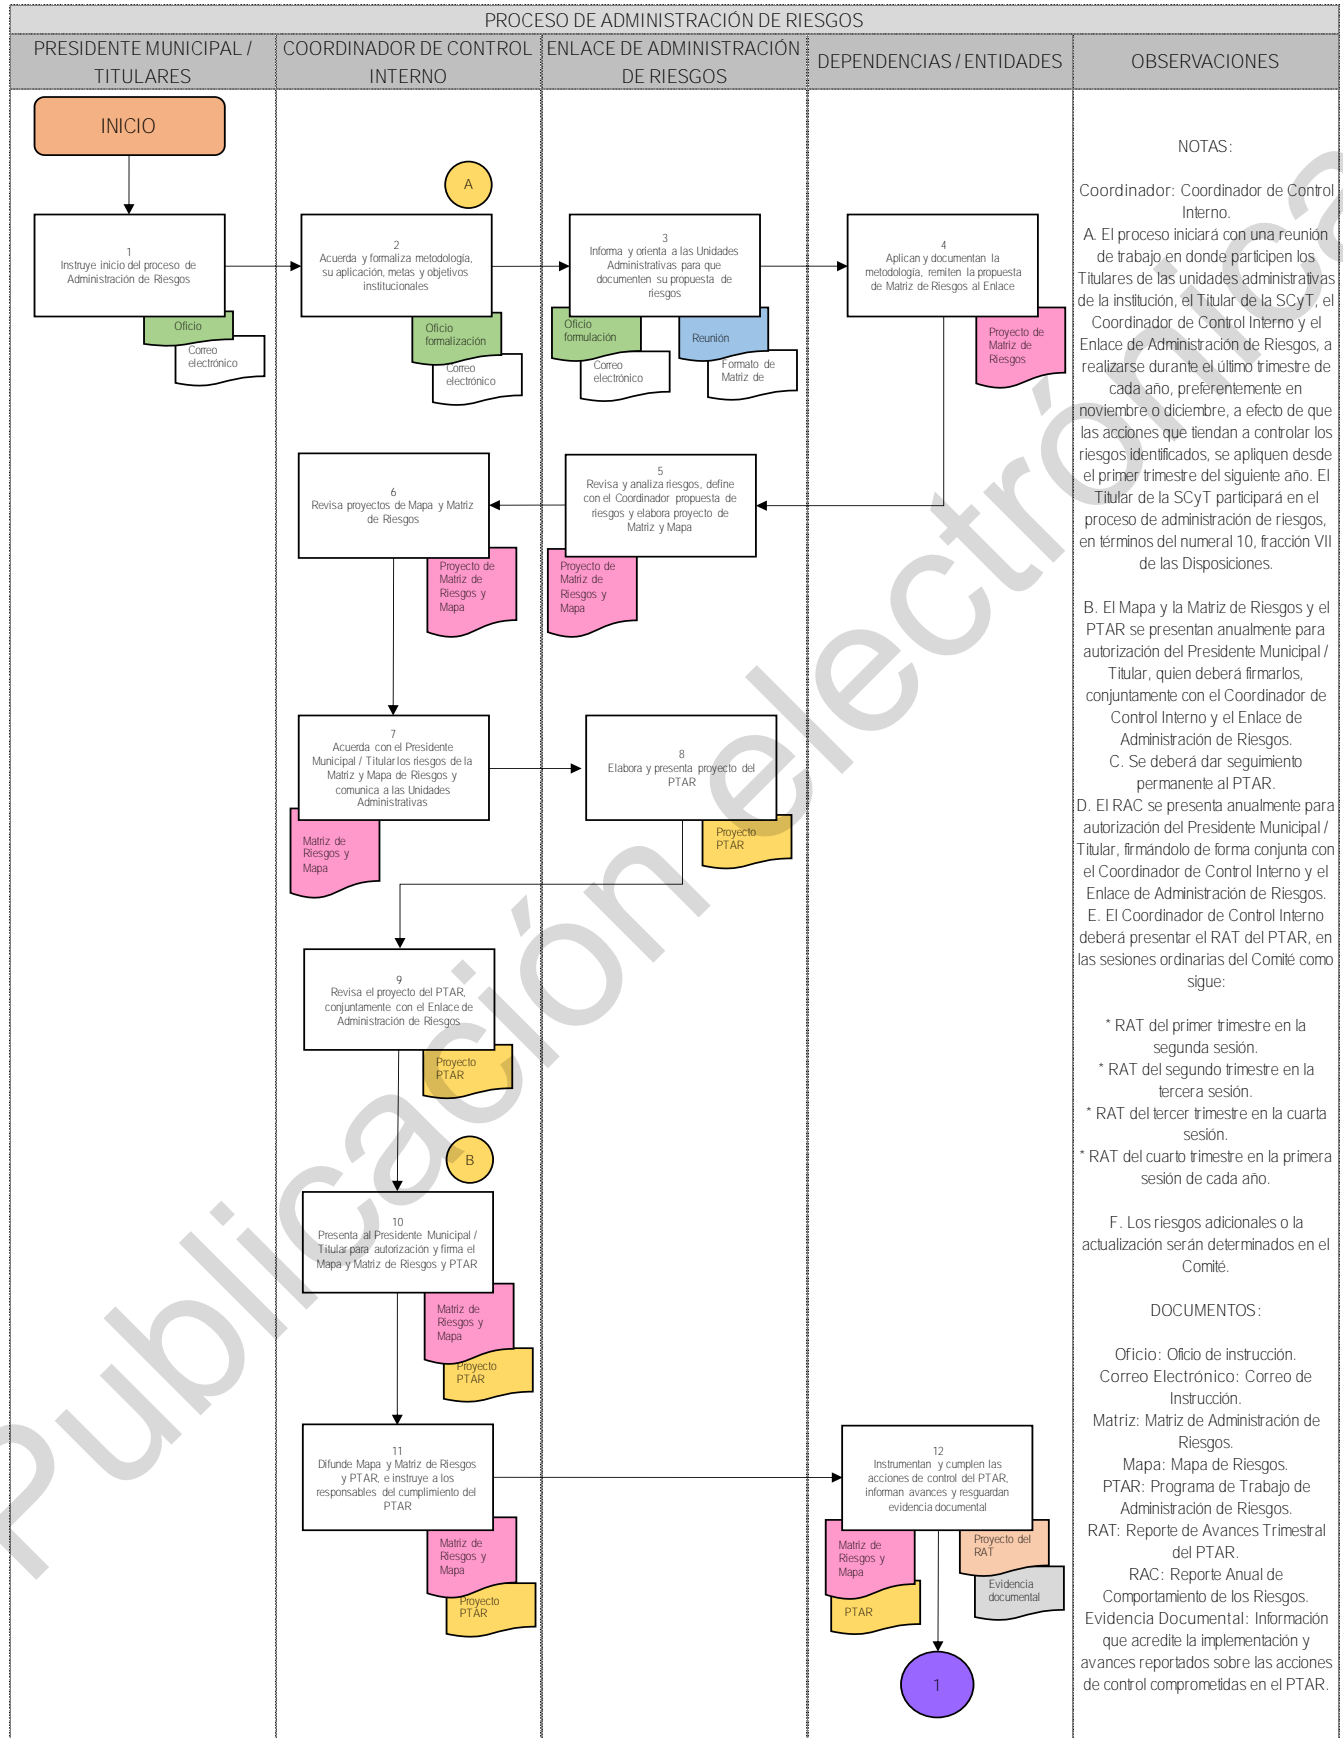 PROCESO DE ADMINISTRACIÓN DE RIESGOS
PRESIDENTE MUNICIPAL /
TITULARES
COORDINADOR DE CONTROL
INTERNO
ENLACE DE ADMINISTRACIÓN
DE RIESGOS
DEPENDENCIAS / ENTIDADES
OBSERVACIONES
INICIO
A
1
Instruye inicio del proceso de
Administración de Riesgos
Oficio
Correo
electrónico
2
Acuerda y formaliza metodología,
su aplicación, metas y objetivos
institucionales
Oficio
formalización
Correo
electrónico
3
Informa y orienta a las Unidades
Administrativas para que
documenten su propuesta de
riesgos
Oficio
formulación
Correo
electrónico
Reunión
Formato de
Matriz de
4
Aplican y documentan la
metodología, remiten la propuesta
de Matriz de Riesgos al Enlace
Proyecto de
Matriz de
Riesgos
5
Revisa y analiza riesgos, define
con el Coordinador propuesta de
riesgos y elabora proyecto de
Matriz y Mapa
Proyecto de
Matriz de
Riesgos y
Mapa
6
Revisa proyectos de Mapa y Matriz
de Riesgos
Proyecto de
Matriz de
Riesgos y
Mapa
7
Acuerda con el Presidente
Municipal / Titular los riesgos de la
Matriz y Mapa de Riesgos y
comunica a las Unidades
Administrativas
Matriz de
Riesgos y
Mapa
8
Elabora y presenta proyecto del
PTAR
Proyecto
PTAR
9
Revisa el proyecto del PTAR,
conjuntamente con el Enlace de
Administración de Riesgos
Proyecto
PTAR
B
10
Presenta al Presidente Municipal /
Titular para autorización y firma el
Mapa y Matriz de Riesgos y PTAR
Matriz de
Riesgos y
Mapa
Proyecto
PTAR
11
Difunde Mapa y Matriz de Riesgos
y PTAR, e instruye a los
responsables del cumplimiento del
PTAR
Matriz de
Riesgos y
Mapa
Proyecto
PTAR
12
Instrumentan y cumplen las
acciones de control del PTAR,
informan avances y resguardan
evidencia documental
Matriz de
Riesgos y
Mapa
PTAR
Proyecto del
RAT
Evidencia
documental
1
NOTAS:
Coordinador: Coordinador de Control
Interno.
A. El proceso iniciará con una reunión
de trabajo en donde participen los
Titulares de las unidades administrativas
de la institución, el Titular de la SCyT, el
Coordinador de Control Interno y el
Enlace de Administración de Riesgos, a
realizarse durante el último trimestre de
cada año, preferentemente en
noviembre o diciembre, a efecto de que
las acciones que tiendan a controlar los
riesgos identificados, se apliquen desde
el primer trimestre del siguiente año. El
Titular de la SCyT participará en el
proceso de administración de riesgos,
en términos del numeral 10, fracción VII
de las Disposiciones.
B. El Mapa y la Matriz de Riesgos y el
PTAR se presentan anualmente para
autorización del Presidente Municipal /
Titular, quien deberá firmarlos,
conjuntamente con el Coordinador de
Control Interno y el Enlace de
Administración de Riesgos.
C. Se deberá dar seguimiento
permanente al PTAR.
D. El RAC se presenta anualmente para
autorización del Presidente Municipal /
Titular, firmándolo de forma conjunta con
el Coordinador de Control Interno y el
Enlace de Administración de Riesgos.
E. El Coordinador de Control Interno
deberá presentar el RAT del PTAR, en
las sesiones ordinarias del Comité como
sigue:
* RAT del primer trimestre en la
segunda sesión.
* RAT del segundo trimestre en la
tercera sesión.
* RAT del tercer trimestre en la cuarta
sesión.
* RAT del cuarto trimestre en la primera
sesión de cada año.
F. Los riesgos adicionales o la
actualización serán determinados en el
Comité.
DOCUMENTOS:
Oficio: Oficio de instrucción.
Correo Electrónico: Correo de
Instrucción.
Matriz: Matriz de Administración de
Riesgos.
Mapa: Mapa de Riesgos.
PTAR: Programa de Trabajo de
Administración de Riesgos.
RAT: Reporte de Avances Trimestral
del PTAR.
RAC: Reporte Anual de
Comportamiento de los Riesgos.
Evidencia Documental: Información
que acredite la implementación y
avances reportados sobre las acciones
de control comprometidas en el PTAR.
Publicación electrónica